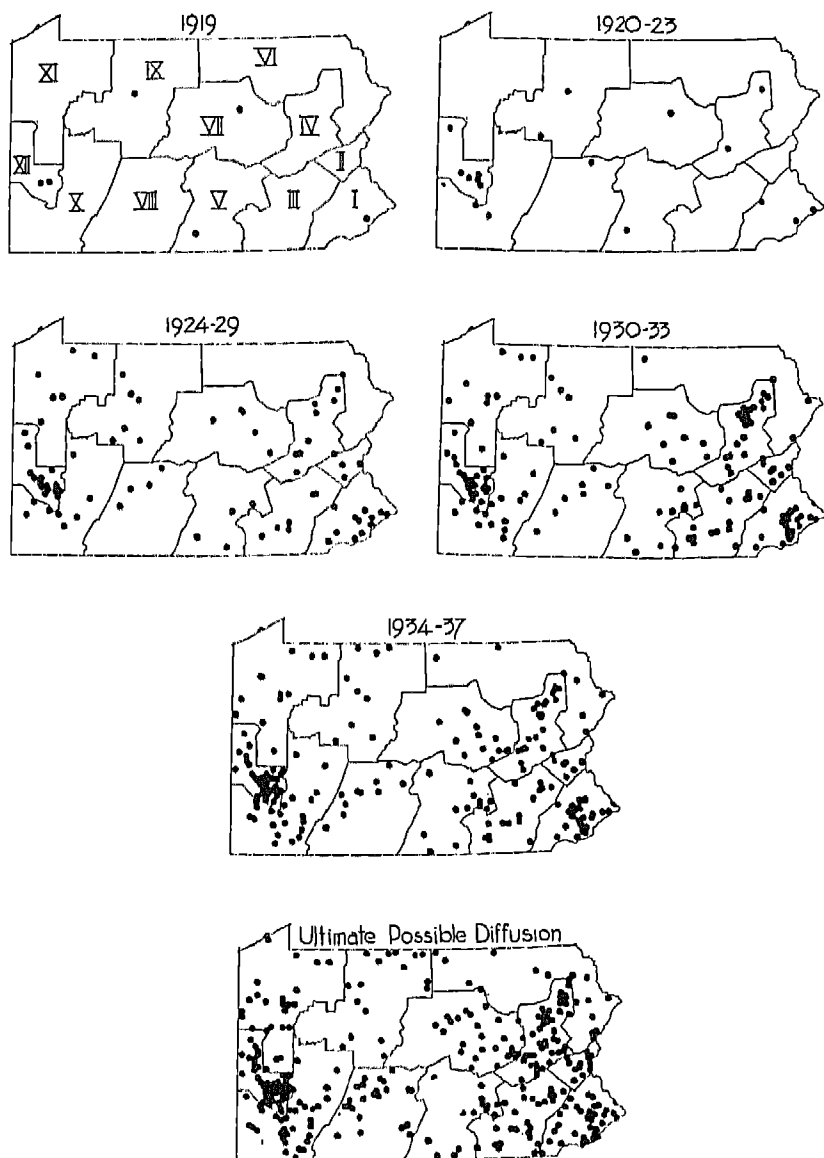 1919
XI
IX
VI
VII
IV
XII
II
X
VIII
V
III
I
1920-23
1924-29
1930-33
1934-37
Ultimate Possible Diffusion